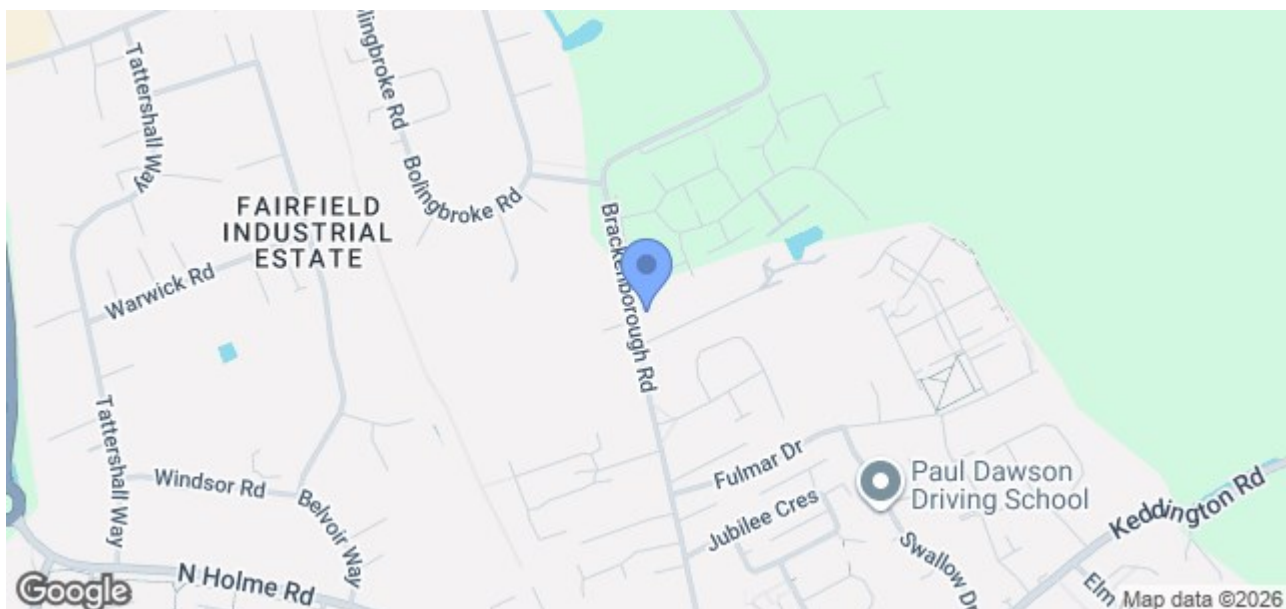 Tattershall Way
lingbroke Rd
Bolingbroke Rd
FAIRFIELD
INDUSTRIAL
ESTATE
Brackenborough Rd
Warwick Rd
Tattershall Way
Windsor Rd
Belvoir Way
Fulmar Dr
Paul Dawson
Driving School
Jubilee Cres
Keddington Rd
Swallow Dr
N Holme Rd
Elm
Google
Map data ©2026